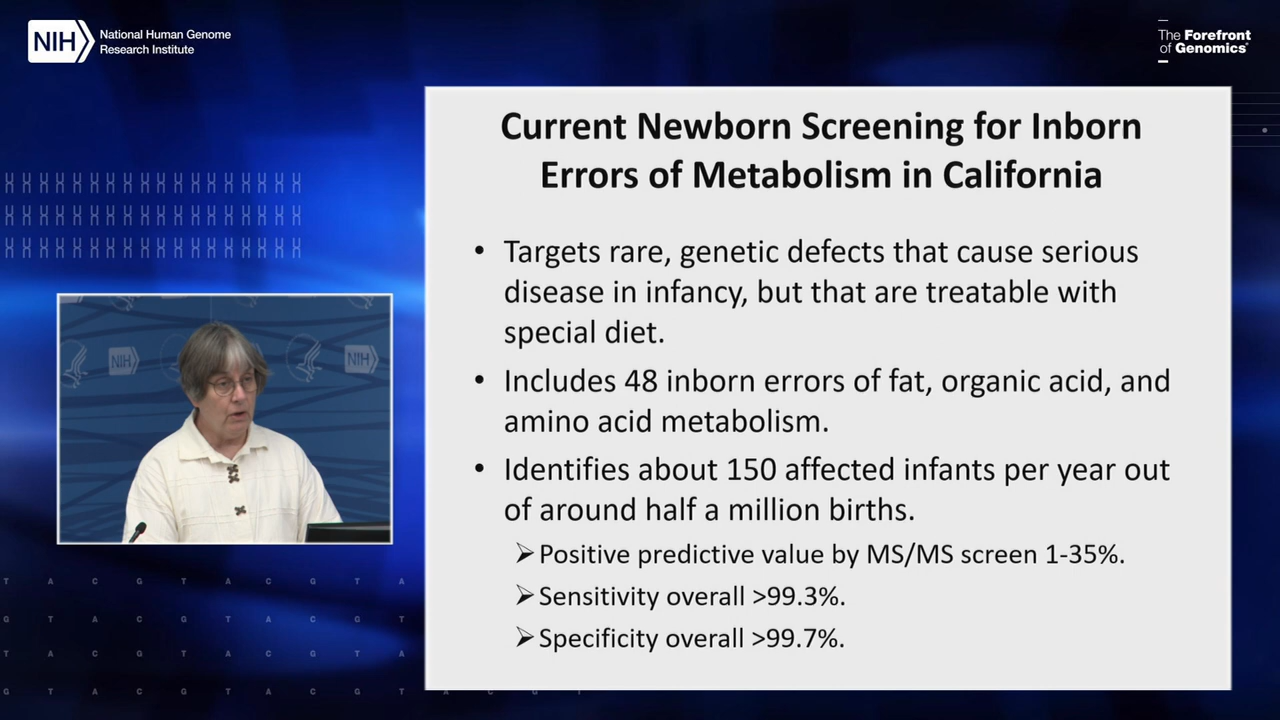 NIH
National Human Genome
Research Institute
The Forefront
of Genomics®
Current Newborn Screening for Inborn
Errors of Metabolism in California
• Targets rare, genetic defects that cause serious
disease in infancy, but that are treatable with
special diet.
• Includes 48 inborn errors of fat, organic acid, and
amino acid metabolism.
• Identifies about 150 affected infants per year out
of around half a million births.
➢Positive predictive value by MS/MS screen 1-35%.
➢Sensitivity overall >99.3%.
➢Specificity overall >99.7%.
NIH
NIH
T A C G T A C G T A
G T A C G T A C G T
T A C G T A C G T A
G T A C G T A C G T A C G T